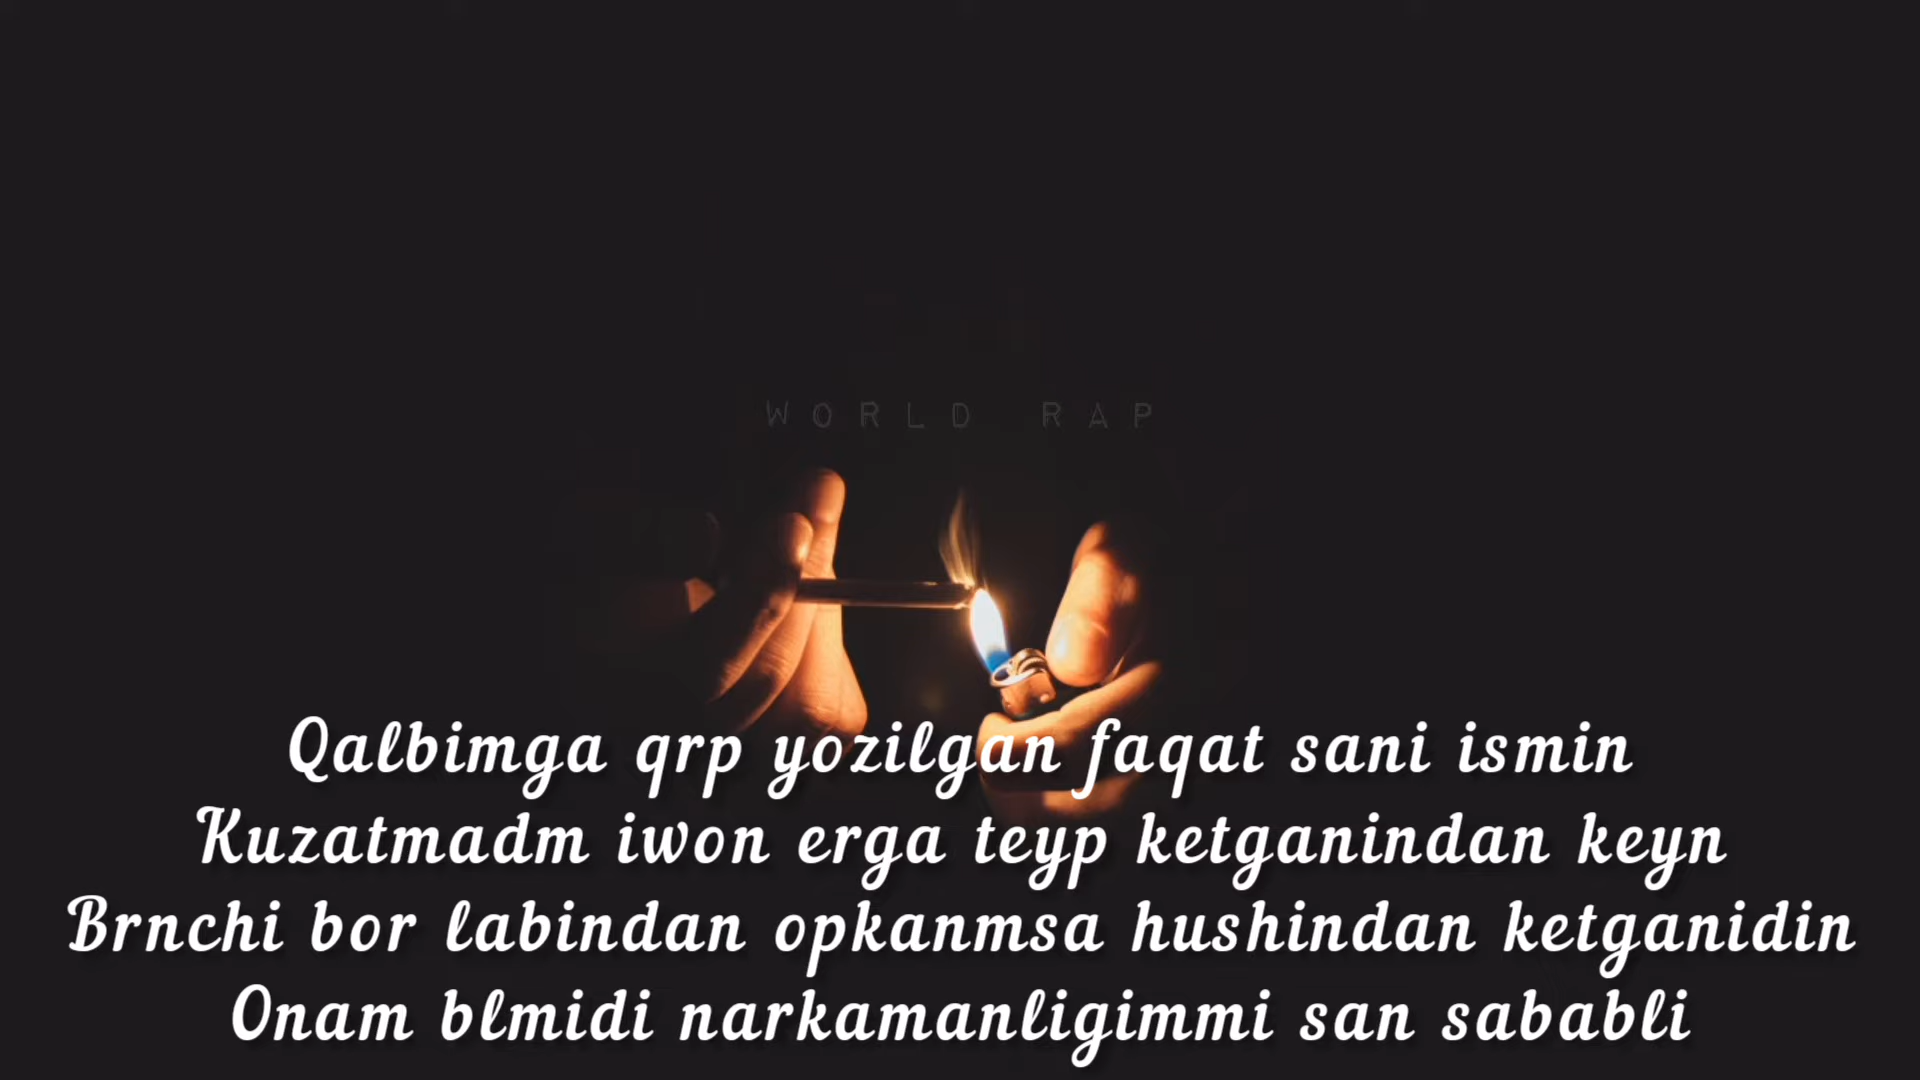 WORLD RAP
Qalbimga qrp yozilgan faqat sani ismin
Kuzatmadm iwon erga teyp ketganindan keyn
Brnchi bor labindan opkanmsa hushindan ketganidin
Onam blmidi narkamanligimmi san sababli